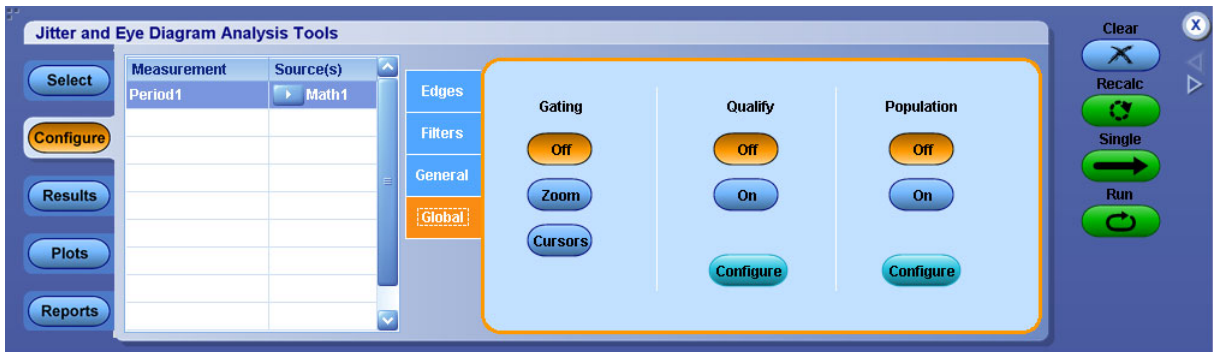 Jitter and Eye Diagram Analysis Tools
Select
Configure
Results
Plots
Reports
Measurement Source(s)
Period1 Math1
Edges
Filters
General
Global
Gating
Off
Zoom
Cursors
Qualify
Off
On
Configure
Population
Off
On
Configure
Clear
X
Recalc
Single
Run